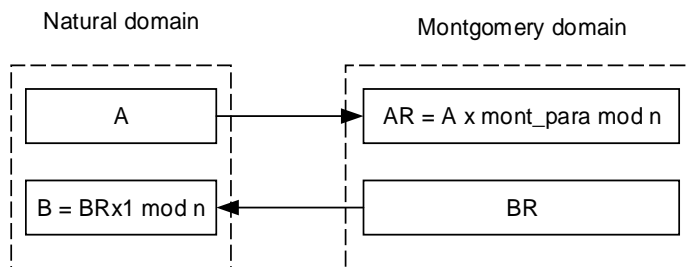 Natural domain
Montgomery domain
A
AR = A x mont_para mod n
B = BRx1 mod n
BR